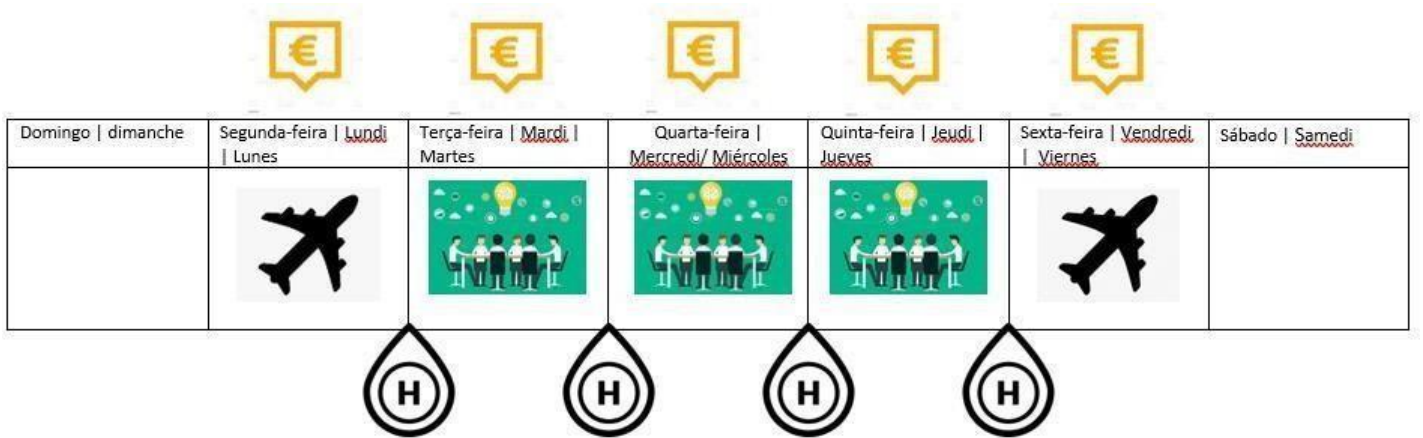 € € € € €
Domingo | dimanche
Segunda-feira | Lundi
| Lunes
Terça-feira | Mardi |
Martes
Quarta-feira |
Mercredi/ Miércoles
Quinta-feira | Jeudi |
Jueves
Sexta-feira | Vendredi
| Viernes
Sábado | Samedi
H H H H